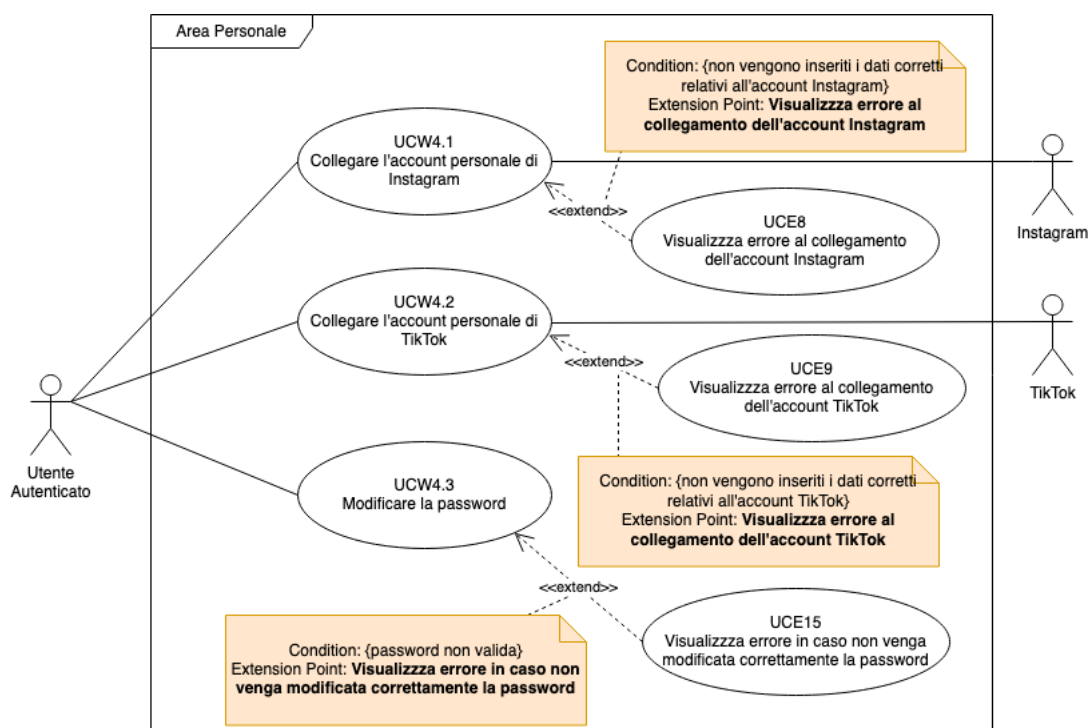 Area Personale
Condition: {non vengono inseriti i dati corretti
relativi all'account Instagram}
Extension Point: Visualizzza errore al
collegamento dell'account Instagram
UCW4.1
Collegare l'account personale di
Instagram
<<extend>>
UCE8
Visualizzza errore al collegamento
dell'account Instagram
Instagram
UCW4.2
Collegare l'account personale di
TikTok
<<extend>>
UCE9
Visualizzza errore al collegamento
dell'account TikTok
TikTok
Utente
Autenticato
UCW4.3
Modificare la password
Condition: {non vengono inseriti i dati corretti
relativi all'account TikTok}
Extension Point: Visualizzza errore al
collegamento dell'account TikTok
<<extend>>
UCE15
Visualizzza errore in caso non venga
modificata correttamente la password
Condition: {password non valida}
Extension Point: Visualizzza errore in caso non
venga modificata correttamente la password